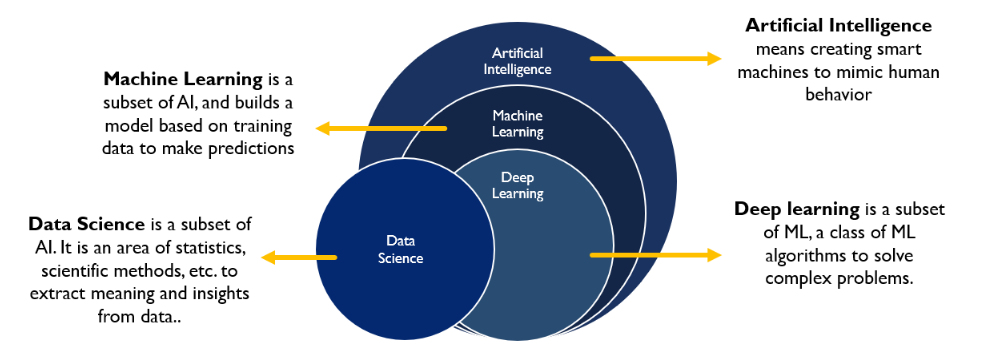 Artificial Intelligence
means creating smart
machines to mimic human
behavior
Artificial
Intelligence
Machine Learning is a
subset of AI, and builds a
model based on training
data to make predictions
Machine
Learning
Deep
Learning
Data Science is a subset of
AI. It is an area of statistics,
scientific methods, etc. to
extract meaning and insights
from data..
Data
Science
Deep learning is a subset
of ML, a class of ML
algorithms to solve
complex problems.